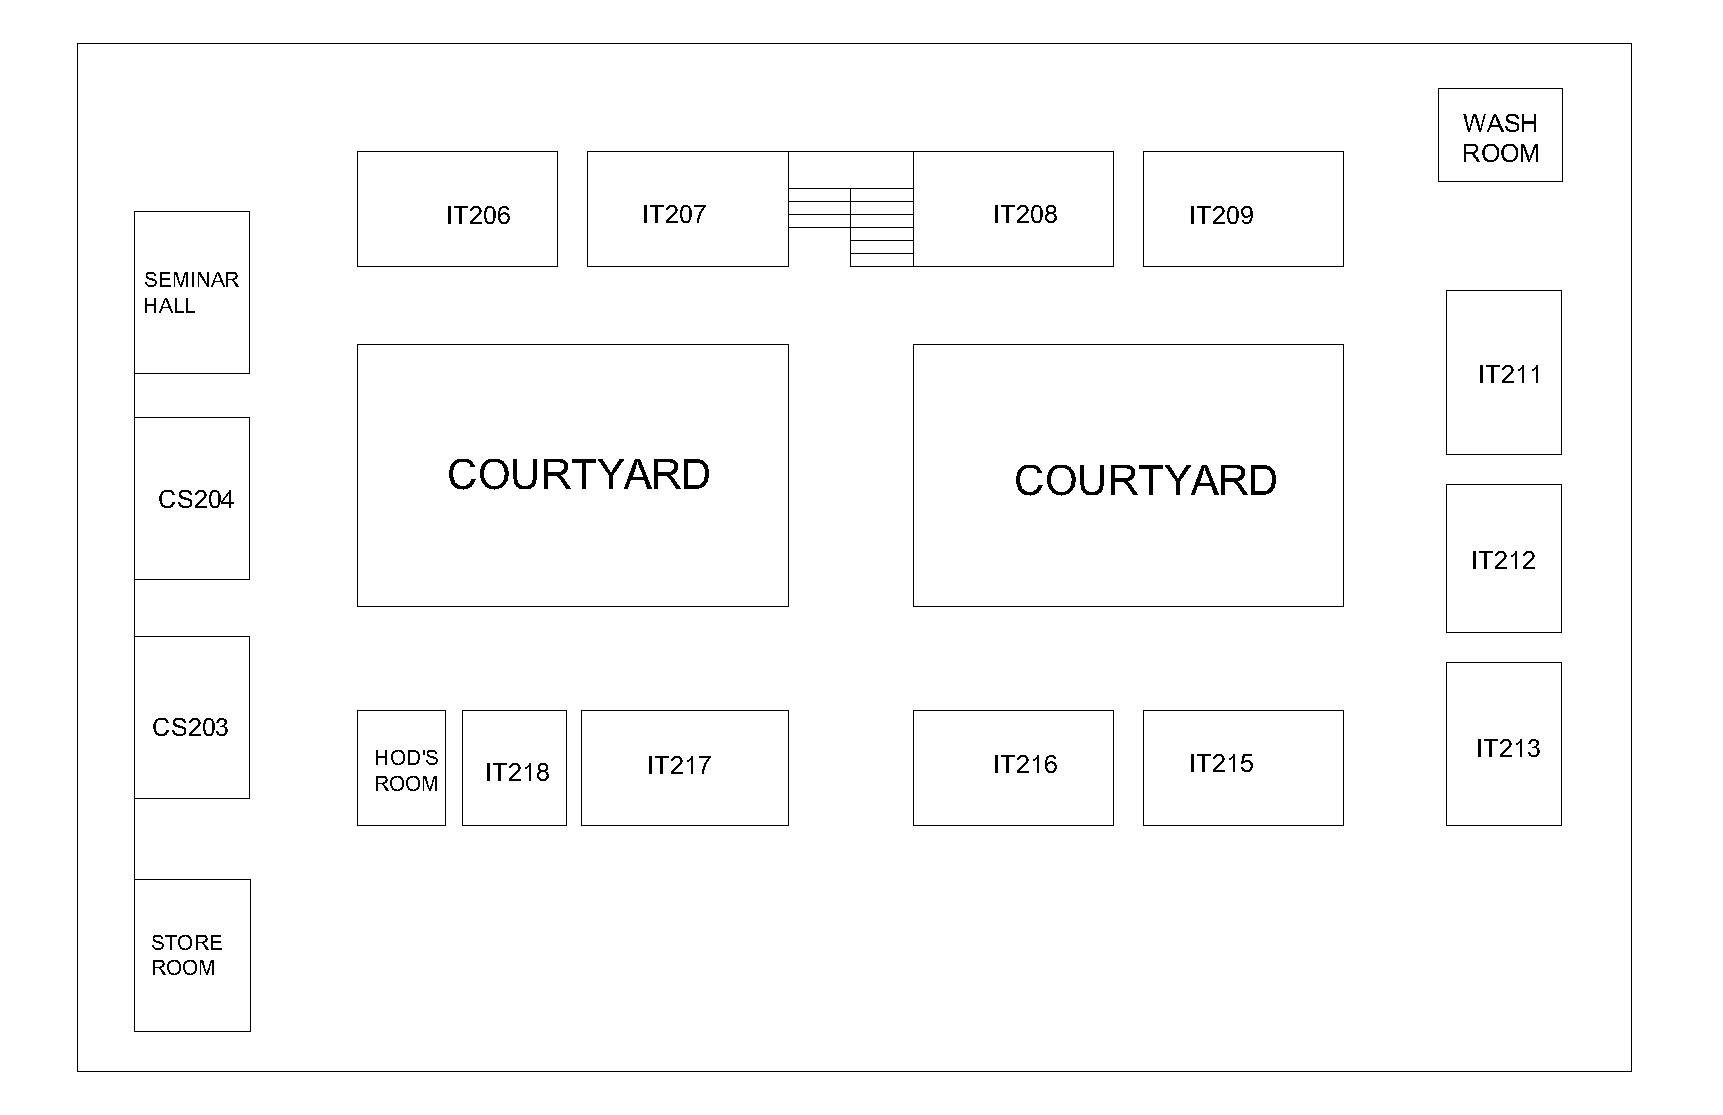 WASH
ROOM
IT206
IT207
IT208
IT209
SEMINAR
HALL
IT211
COURTYARD
COURTYARD
CS204
IT212
CS203
HOD'S
ROOM
IT218
IT217
IT216
IT215
IT213
STORE
ROOM